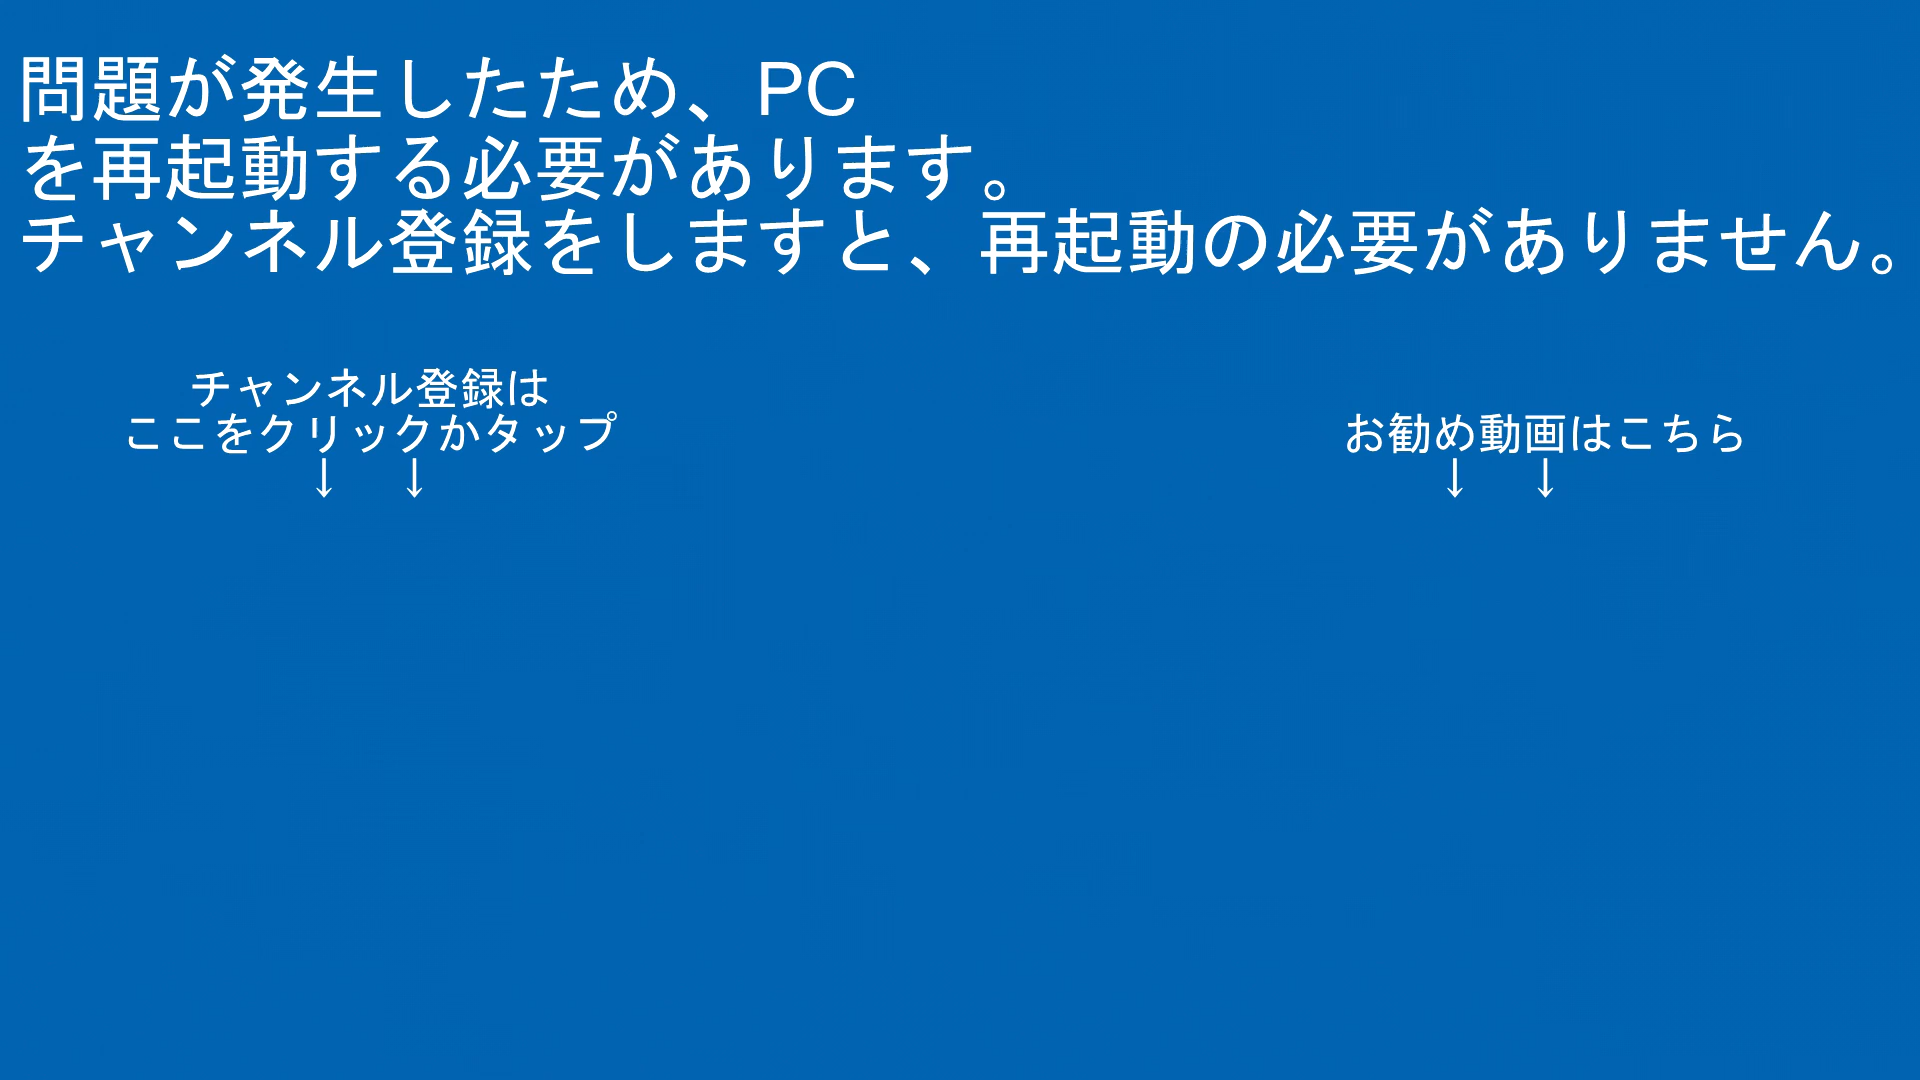 問題が発生したため、PC
を再起動する必要があります。
チャンネル登録をしますと、再起動の必要がありません。
チャンネル登録は
ここをクリックかタップ
↓　↓
お勧め動画はこちら
↓　↓